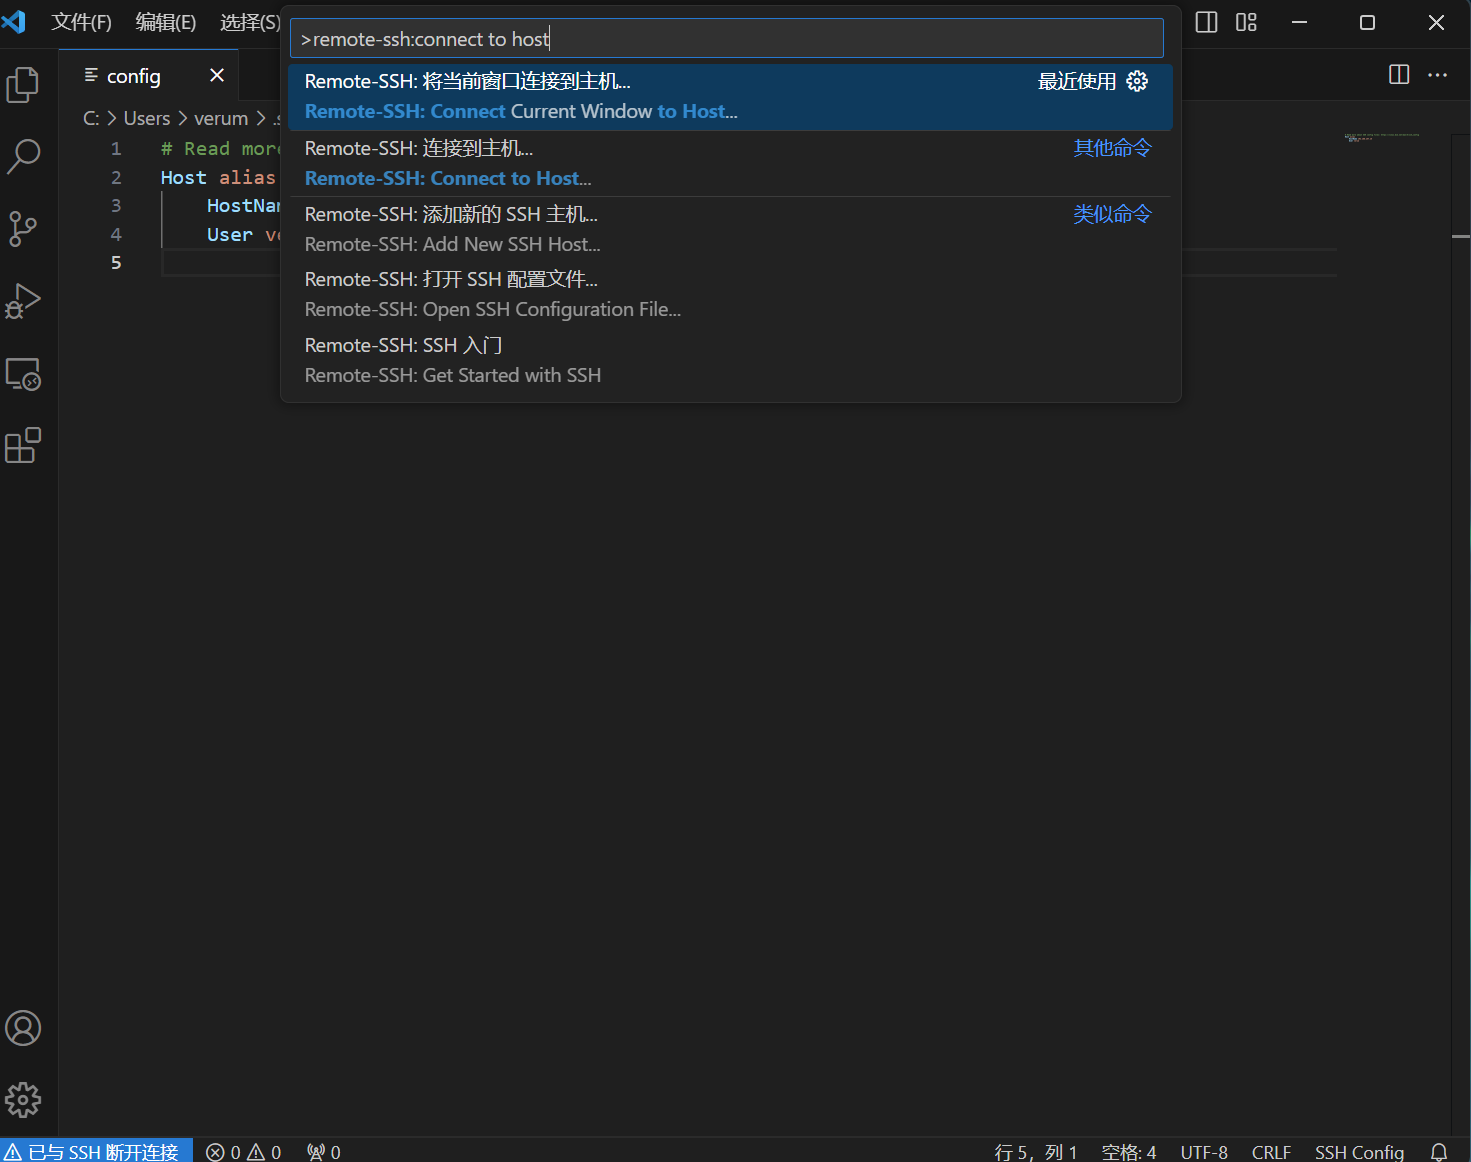 文件(F) 编辑(E) 选择(S)
>remote-ssh:connect to host
config
Remote-SSH: 将当前窗口连接到主机... 最近使用
Remote-SSH: Connect Current Window to Host...
C: > Users > verum > .s
Remote-SSH: 连接到主机... 其他命令
1 # Read more
Remote-SSH: Connect to Host...
2 Host alias
3 HostNam
Remote-SSH: 添加新的 SSH 主机... 类似命令
4 User ve
Remote-SSH: Add New SSH Host...
5
Remote-SSH: 打开 SSH 配置文件...
Remote-SSH: Open SSH Configuration File...
Remote-SSH: SSH 入门
Remote-SSH: Get Started with SSH
已与 SSH 断开连接 0 0 0 行 5，列 1 空格: 4 UTF-8 CRLF SSH Config